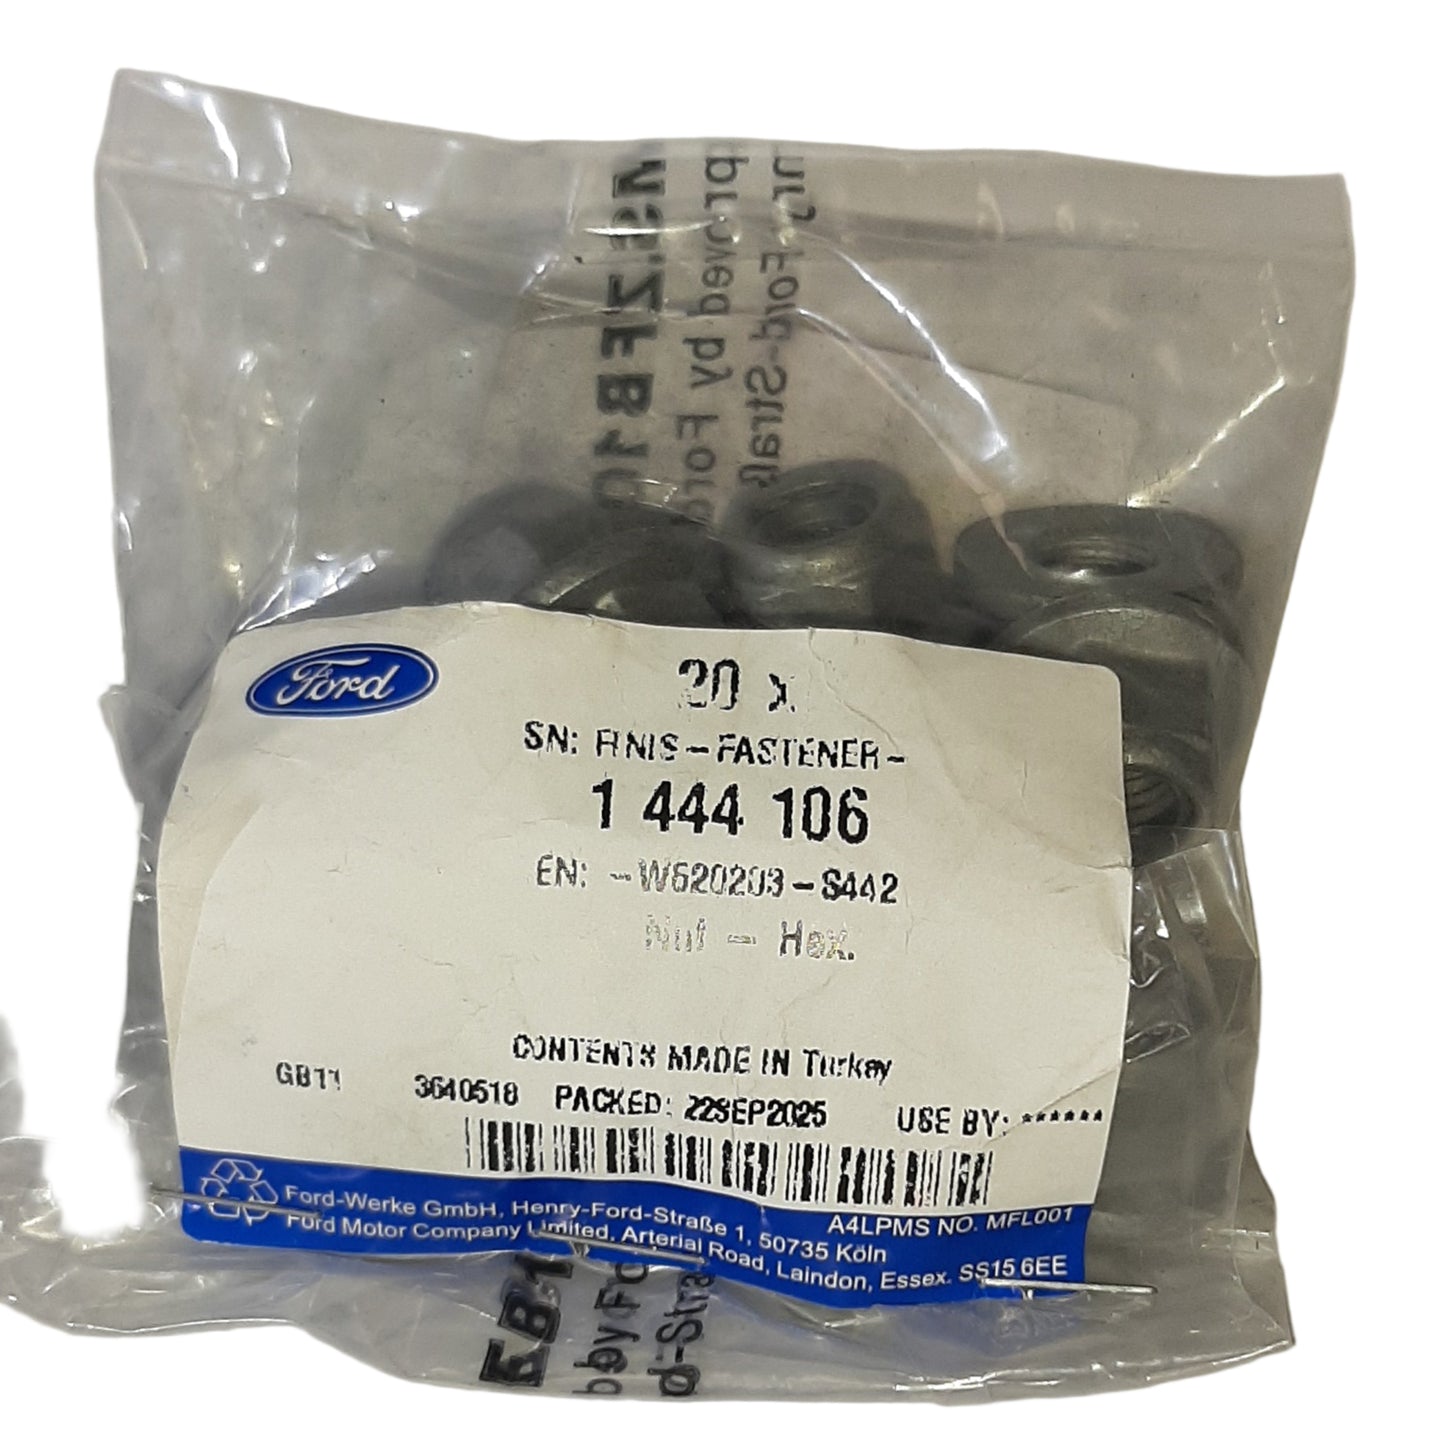 Ford
20 x
SN: FINIS-FASTENER-
1 444 106
EN: -W620203-S442
Nut - Hex.
CONTENTS MADE IN Turkey
GB11 3640518 PACKED: 22SEP2025 USE BY: ******
A4LPMS NO. MFL001
Ford-Werke GmbH, Henry-Ford-Straße 1, 50735 Köln
Ford Motor Company Limited, Arterial Road, Laindon, Essex. SS15 6EE